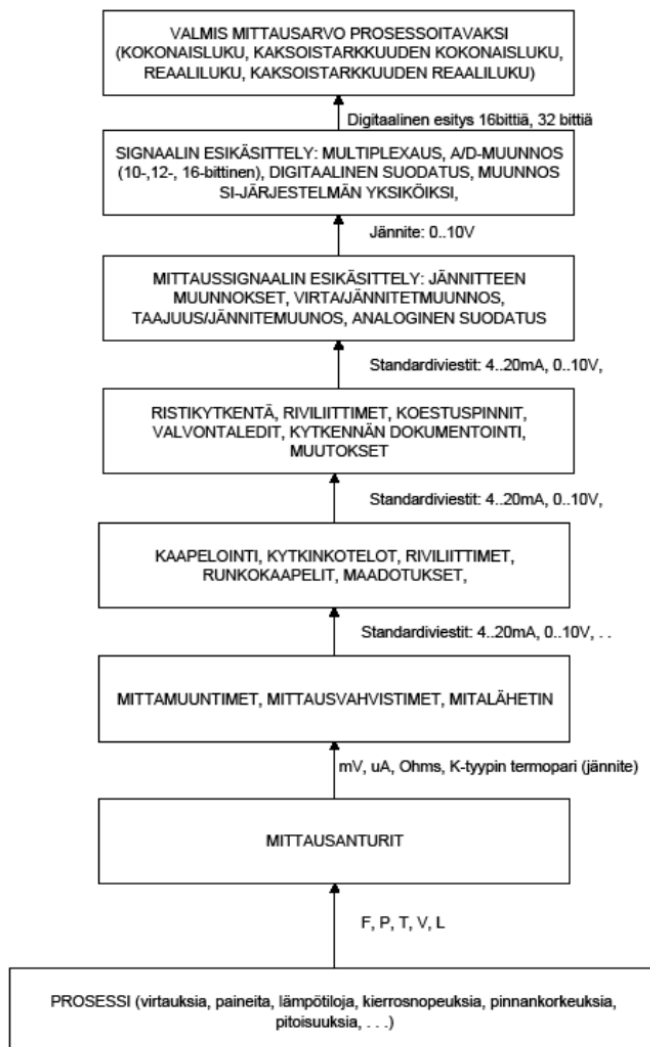 VALMIS MITTAUSARVO PROSESSOITAVAKSI
(KOKONAISLUKU, KAKSOISTARKKUUDEN KOKONAISLUKU,
REAALILUKU, KAKSOISTARKKUUDEN REAALILUKU)
Digitaalinen esitys 16bittiä, 32 bittiä
SIGNAALIN ESIKÄSITTELY: MULTIPLEXAUS, A/D-MUUNNOS
(10-,12-, 16-bittinen), DIGITAALINEN SUODATUS, MUUNNOS
SI-JÄRJESTELMÄN YKSIKÖIKSI,
Jännite: 0..10V
MITTAUSSIGNAALIN ESIKÄSITTELY: JÄNNITTEEN
MUUNNOKSET, VIRTA/JÄNNITETMUUNNOS,
TAAJUUS/JÄNNITEMUUNOS, ANALOGINEN SUODATUS
Standardiviestit: 4..20mA, 0..10V,
RISTIKYTKENTÄ, RIVILIITTIMET, KOESTUSPINNIT,
VALVONTALEDIT, KYTKENNÄN DOKUMENTOINTI,
MUUTOKSET
Standardiviestit: 4..20mA, 0..10V,
KAAPELOINTI, KYTKINKOTELOT, RIVILIITTIMET,
RUNKOKAAPELIT, MAADOTUKSET,
Standardiviestit: 4..20mA, 0..10V, . .
MITTAMUUNTIMET, MITTAUSVAHVISTIMET, MITALÄHETIN
mV, uA, Ohms, K-tyypin termopari (jännite)
MITTAUSANTURIT
F, P, T, V, L
PROSESSI (virtauksia, paineita, lämpötiloja, kierrosnopeuksia, pinnankorkeuksia,
pitoisuuksia, . . .)